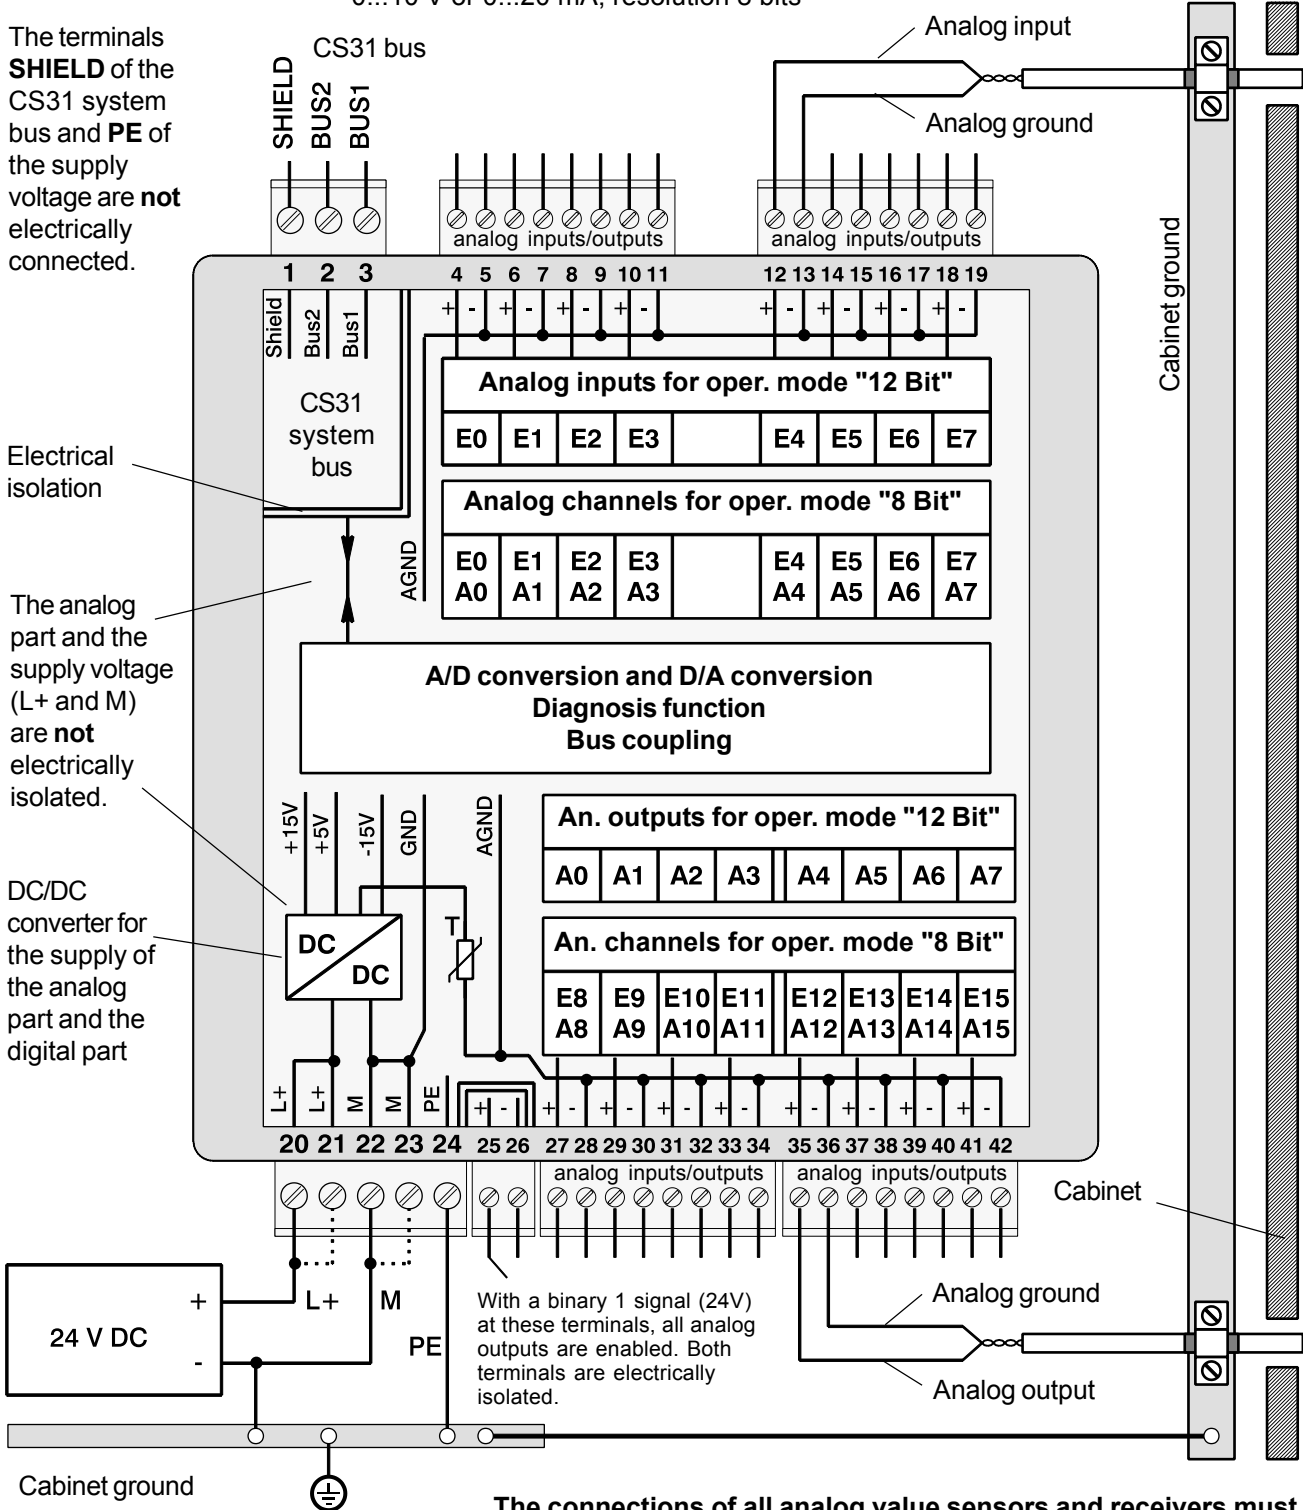 0...10 V or 0...20 mA, resolution 8 bits
The terminals
SHIELD of the
CS31 system
bus and PE of
the supply
voltage are not
electrically
connected.
CS31 bus
SHIELD
BUS2
BUS1
Analog input
Analog ground
analog inputs/outputs
analog inputs/outputs
Cabinet ground
1 2 3 4 5 6 7 8 9 10 11 12 13 14 15 16 17 18 19
Shield
Bus2
Bus1
+ - + - + - + - + - + - + - + -
CS31
system
bus
Analog inputs for oper. mode "12 Bit"
E0 E1 E2 E3 E4 E5 E6 E7
Electrical
isolation
Analog channels for oper. mode "8 Bit"
E0 E1 E2 E3 E4 E5 E6 E7
A0 A1 A2 A3 A4 A5 A6 A7
AGND
The analog
part and the
supply voltage
(L+ and M)
are not
electrically
isolated.
A/D conversion and D/A conversion
Diagnosis function
Bus coupling
+15V
+5V
-15V
GND
AGND
An. outputs for oper. mode "12 Bit"
A0 A1 A2 A3 A4 A5 A6 A7
DC/DC
converter for
the supply of
the analog
part and the
digital part
DC
DC
T
An. channels for oper. mode "8 Bit"
E8 E9 E10 E11 E12 E13 E14 E15
A8 A9 A10 A11 A12 A13 A14 A15
L+
L+
M
M
PE
+ - + - + - + - + - + - + - + - + -
20 21 22 23 24 25 26 27 28 29 30 31 32 33 34 35 36 37 38 39 40 41 42
analog inputs/outputs
analog inputs/outputs
Cabinet
24 V DC
+
-
L+
M
PE
With a binary 1 signal (24V)
at these terminals, all analog
outputs are enabled. Both
terminals are electrically
isolated.
Analog ground
Analog output
Cabinet ground
The connections of all analog value sensors and receivers must